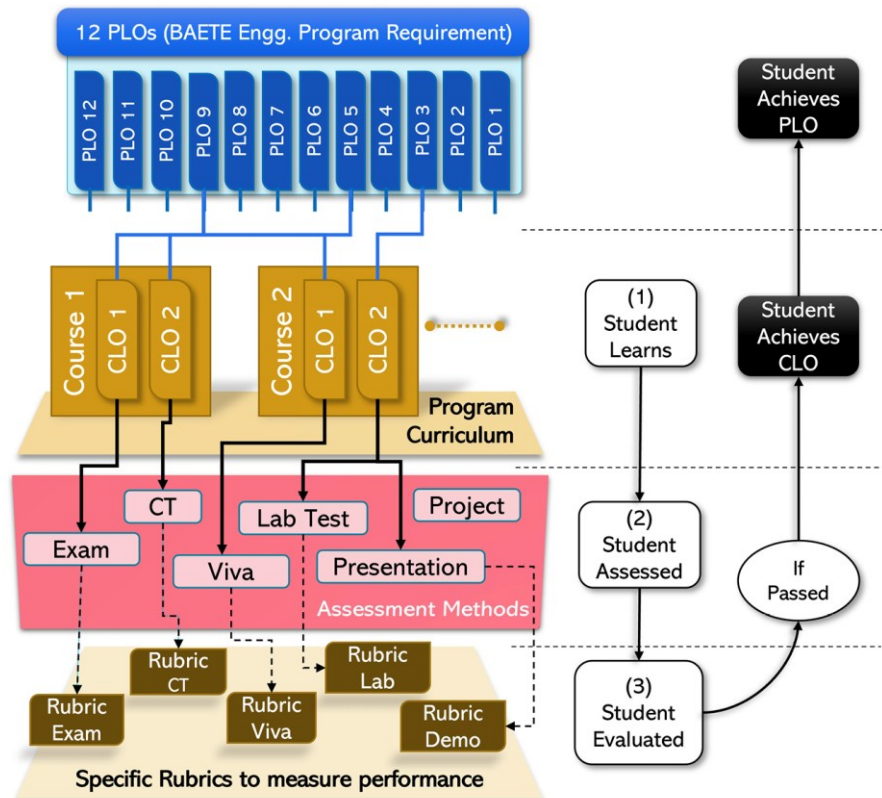 12 PLOs (BAETE Engg. Program Requirement)
PLO 12
PLO 11
PLO 10
PLO 9
PLO 8
PLO 7
PLO 6
PLO 5
PLO 4
PLO 3
PLO 2
PLO 1
Student
Achieves
PLO
Course 1
CLO 1
CLO 2
Course 2
CLO 1
CLO 2
(1)
Student
Learns
Student
Achieves
CLO
Program
Curriculum
CT
Lab Test
Project
Exam
Viva
Presentation
Assessment Methods
(2)
Student
Assessed
If
Passed
Rubric
CT
Rubric
Lab
Rubric
Exam
Rubric
Viva
Rubric
Demo
(3)
Student
Evaluated
Specific Rubrics to measure performance